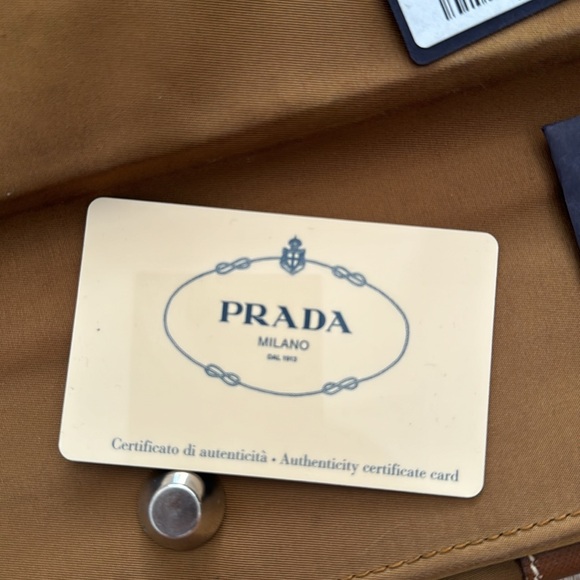 PRADA
MILANO
DAL 1913
Certificato di autenticità • Authenticity certificate card